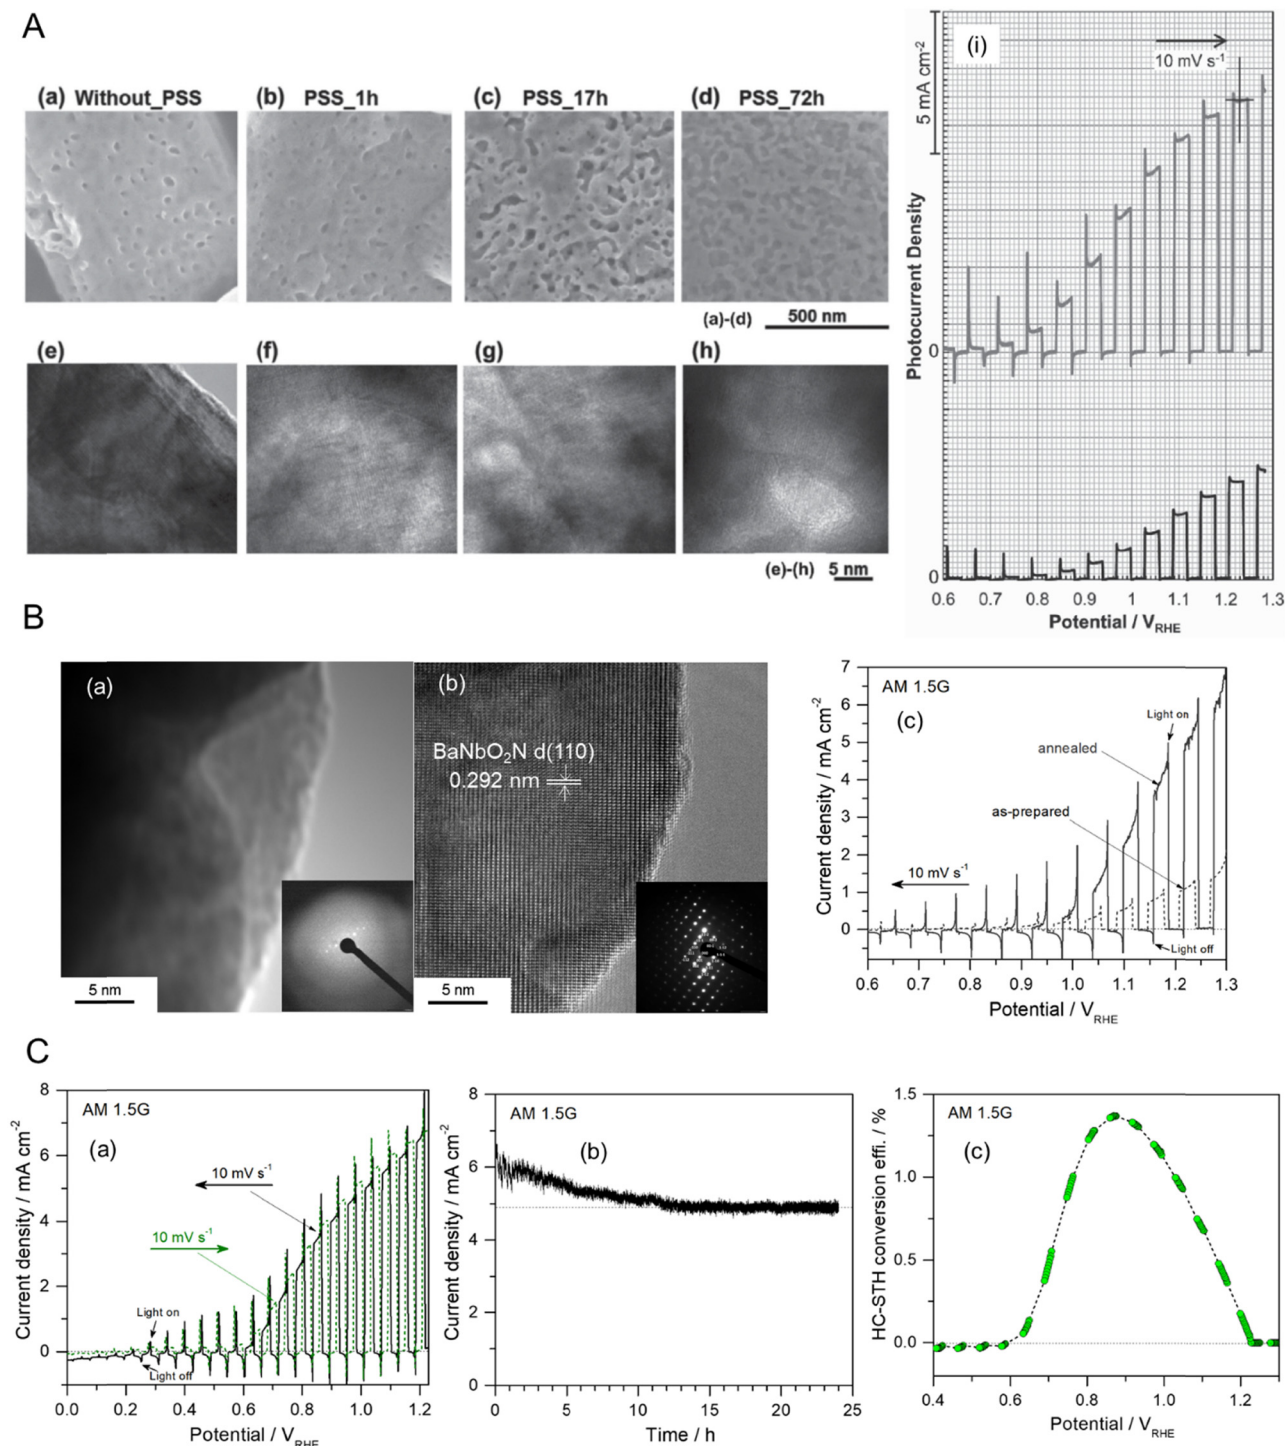 A
(a) Without_PSS
(b) PSS_1h
(c) PSS_17h
(d) PSS_72h
(a)-(d) 500 nm
(e)
(f)
(g)
(h)
(e)-(h) 5 nm
(i)
10 mV s⁻¹
5 mA cm⁻²
Photocurrent Density
0
0
0.6 0.7 0.8 0.9 1 1.1 1.2 1.3
Potential / V_RHE
B
(a)
5 nm
(b)
BaNbO₂N d(110)
0.292 nm
5 nm
AM 1.5G
(c)
Light on
annealed
as-prepared
10 mV s⁻¹
Light off
Current density / mA cm⁻²
7
6
5
4
3
2
1
0
0.6 0.7 0.8 0.9 1.0 1.1 1.2 1.3
Potential / V_RHE
C
AM 1.5G
(a)
10 mV s⁻¹
10 mV s⁻¹
Light on
Light off
Current density / mA cm⁻²
8
6
4
2
0
0.0 0.2 0.4 0.6 0.8 1.0 1.2
Potential / V_RHE
AM 1.5G
(b)
Current density / mA cm⁻²
8
6
4
2
0
0 5 10 15 20 25
Time / h
AM 1.5G
(c)
HC-STH conversion effi. / %
1.5
1.0
0.5
0.0
0.4 0.6 0.8 1.0 1.2
Potential / V_RHE